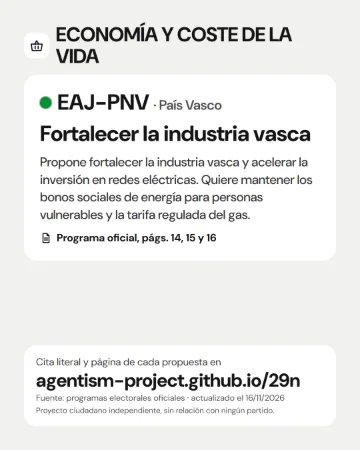 ECONOMÍA Y COSTE DE LA
VIDA
EAJ-PNV · País Vasco
Fortalecer la industria vasca
Propone fortalecer la industria vasca y acelerar la
inversión en redes eléctricas. Quiere mantener los
bonos sociales de energía para personas
vulnerables y la tarifa regulada del gas.
Programa oficial, págs. 14, 15 y 16
Cita literal y página de cada propuesta en
agentism-project.github.io/29n
Fuente: programas electorales oficiales · actualizado el 16/11/2026
Proyecto ciudadano independiente, sin relación con ningún partido.